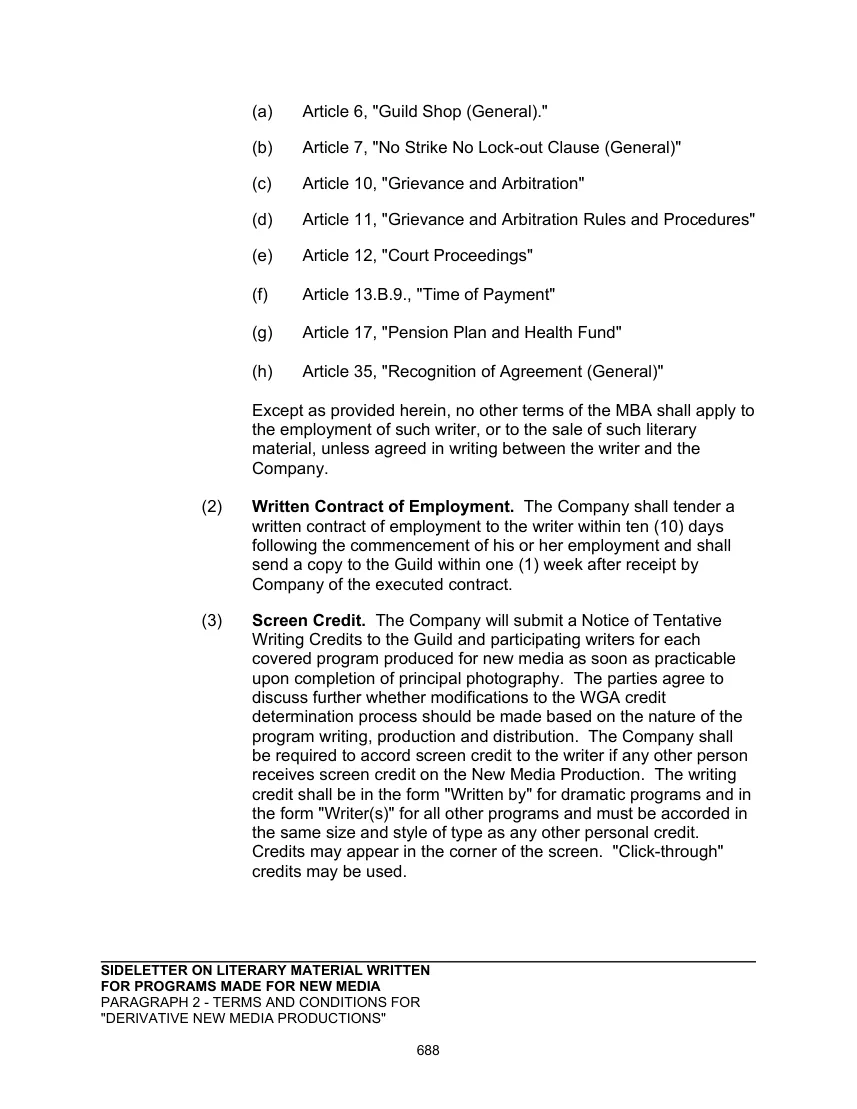 (a) Article 6, "Guild Shop (General)."
(b) Article 7, "No Strike No Lock-out Clause (General)"
(c) Article 10, "Grievance and Arbitration"
(d) Article 11, "Grievance and Arbitration Rules and Procedures"
(e) Article 12, "Court Proceedings"
(f) Article 13.B.9., "Time of Payment"
(g) Article 17, "Pension Plan and Health Fund"
(h) Article 35, "Recognition of Agreement (General)"
Except as provided herein, no other terms of the MBA shall apply to
the employment of such writer, or to the sale of such literary
material, unless agreed in writing between the writer and the
Company.
(2) Written Contract of Employment. The Company shall tender a
written contract of employment to the writer within ten (10) days
following the commencement of his or her employment and shall
send a copy to the Guild within one (1) week after receipt by
Company of the executed contract.
(3) Screen Credit. The Company will submit a Notice of Tentative
Writing Credits to the Guild and participating writers for each
covered program produced for new media as soon as practicable
upon completion of principal photography. The parties agree to
discuss further whether modifications to the WGA credit
determination process should be made based on the nature of the
program writing, production and distribution. The Company shall
be required to accord screen credit to the writer if any other person
receives screen credit on the New Media Production. The writing
credit shall be in the form "Written by" for dramatic programs and in
the form "Writer(s)" for all other programs and must be accorded in
the same size and style of type as any other personal credit.
Credits may appear in the corner of the screen. "Click-through"
credits may be used.
SIDELETTER ON LITERARY MATERIAL WRITTEN
FOR PROGRAMS MADE FOR NEW MEDIA
PARAGRAPH 2 - TERMS AND CONDITIONS FOR
"DERIVATIVE NEW MEDIA PRODUCTIONS"
688